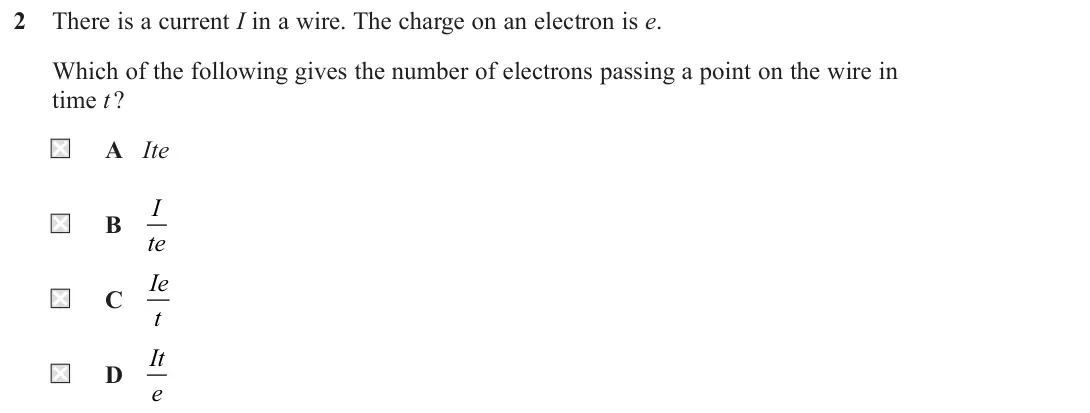 2 There is a current I in a wire. The charge on an electron is e.
Which of the following gives the number of electrons passing a point on the wire in
time t?
A Ite
B I/te
C Ie/t
D It/e